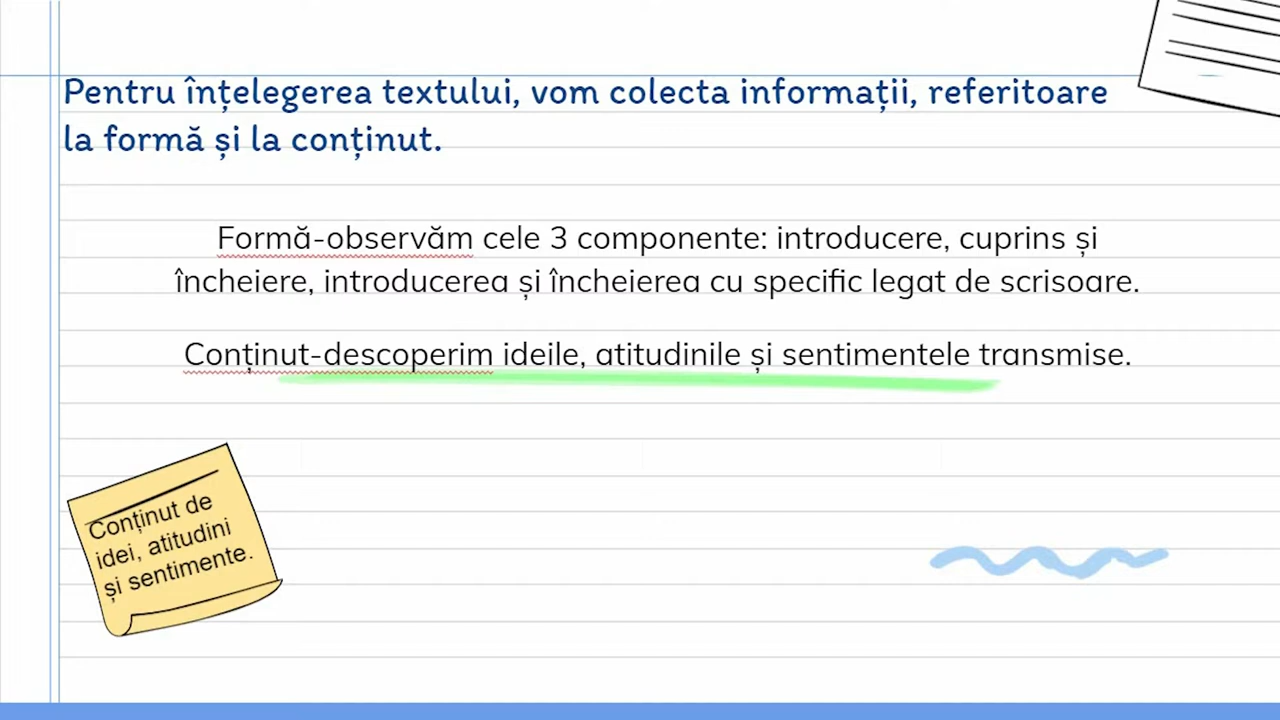 Pentru înțelegerea textului, vom colecta informații, referitoare
la formă și la conținut.
Formă-observăm cele 3 componente: introducere, cuprins și
încheiere, introducerea și încheierea cu specific legat de scrisoare.
Conținut-descoperim ideile, atitudinile și sentimentele transmise.
Conținut de
idei, atitudini
și sentimente.